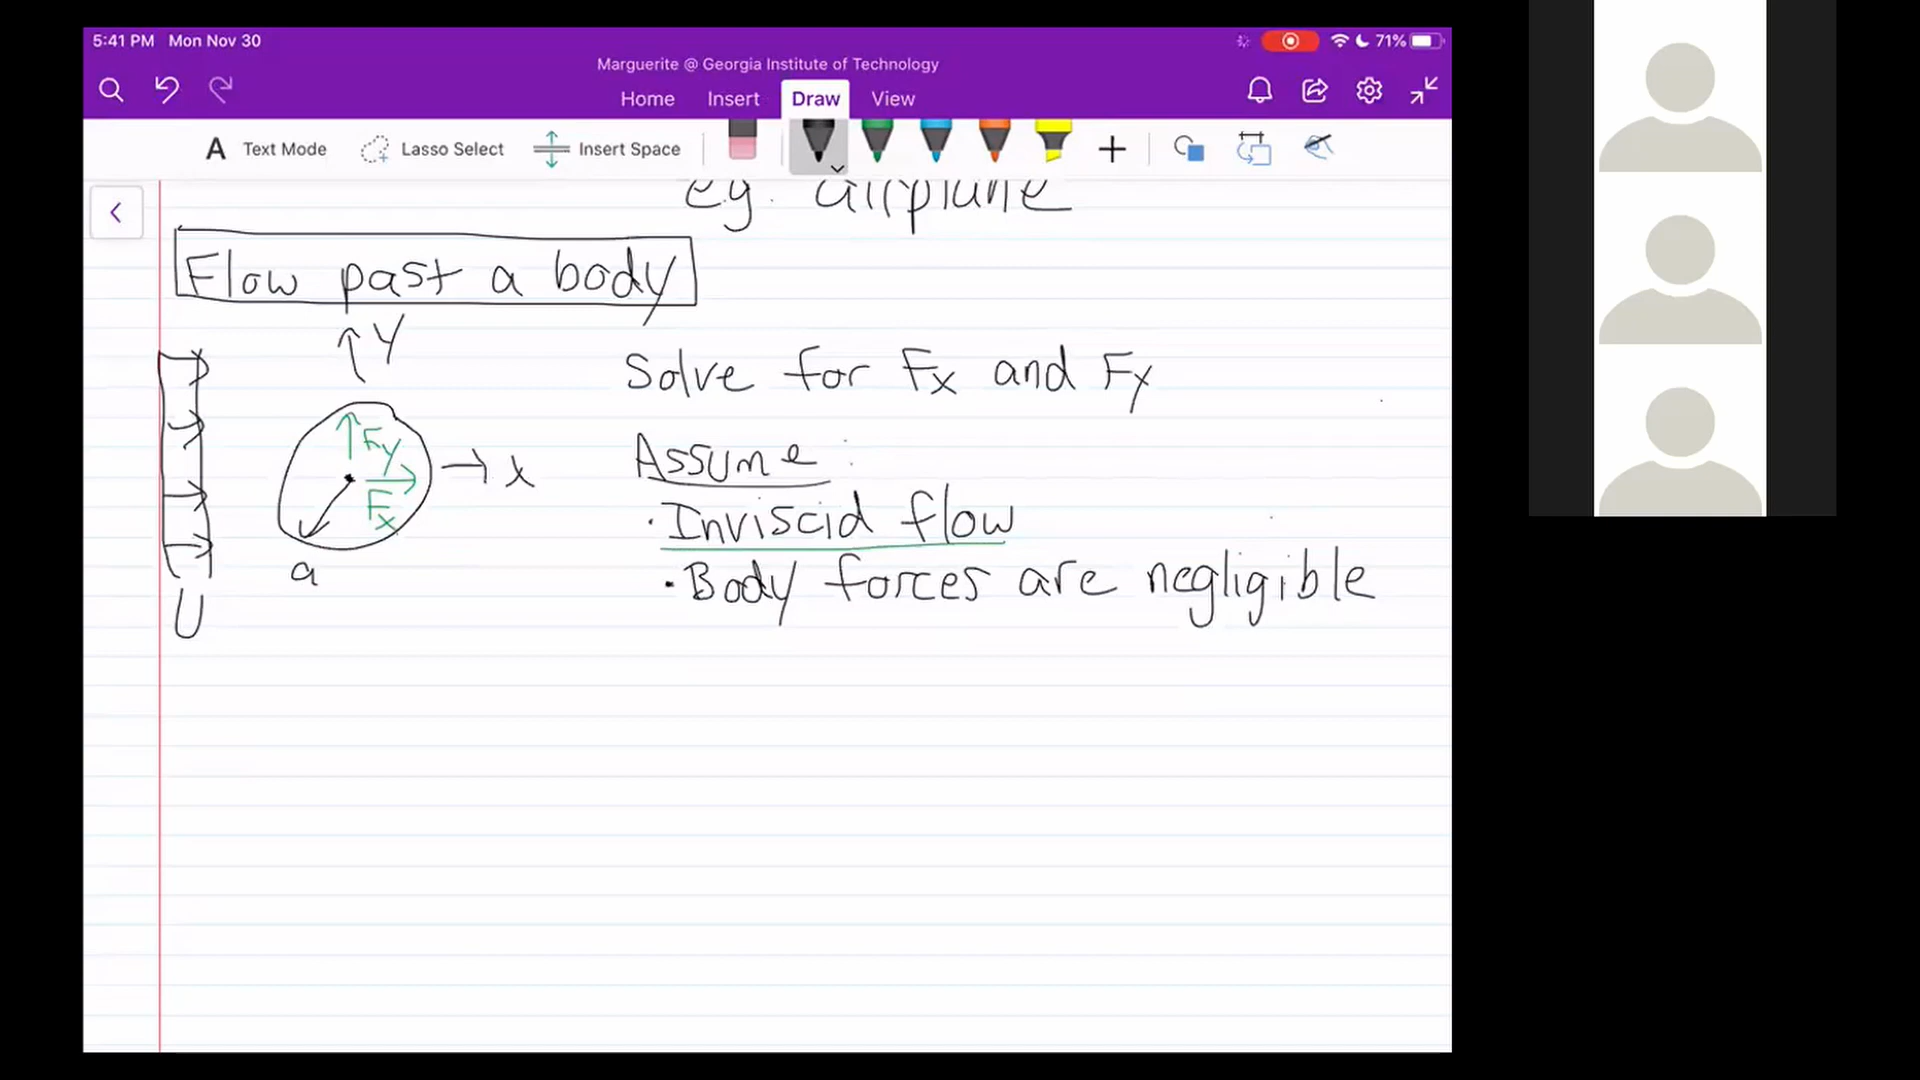 5:41 PM Mon Nov 30
71%
Marguerite @ Georgia Institute of Technology
Home Insert Draw View
A Text Mode Lasso Select Insert Space
e.g. airplane
Flow past a body
Y
Solve for Fx and Fy
Fy
x
Assume:
Fx
· Inviscid flow
a
· Body forces are negligible
U